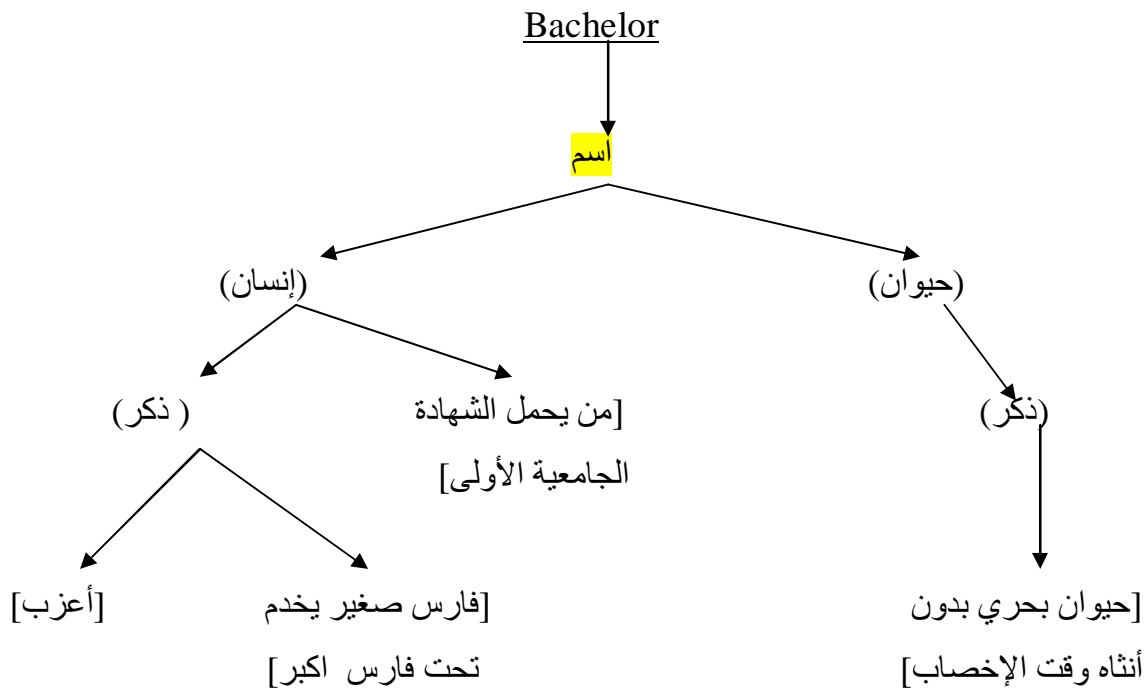 Bachelor
اسم
(إنسان)
(حيوان)
( ذكر)
[من يحمل الشهادة
الجامعية الأولى]
(ذكر)
[أعزب]
[فارس صغير يخدم
تحت فارس اكبر]
[حيوان بحري بدون
أنثاه وقت الإخصاب]